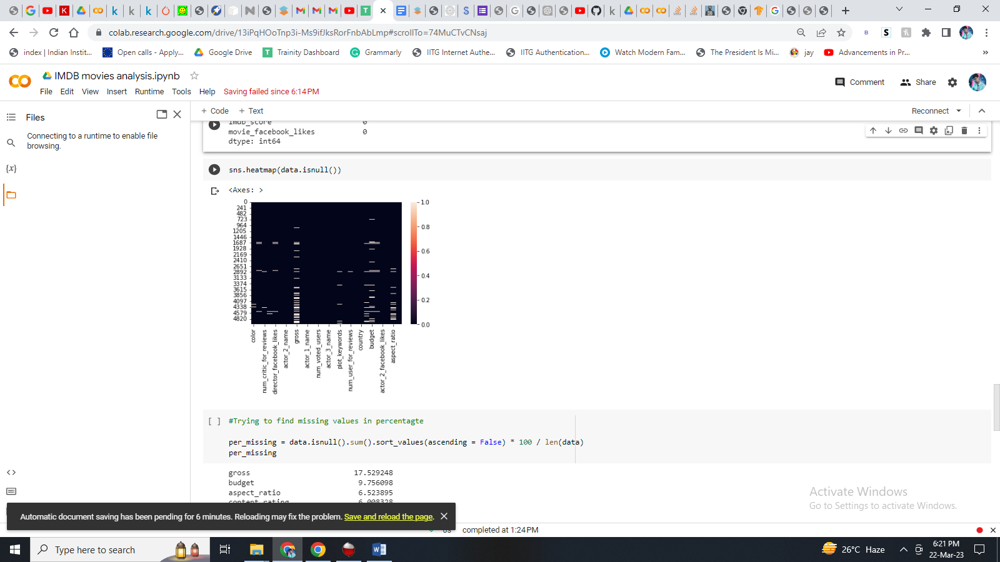 colab.research.google.com/drive/13iPqHOoTnp3i-Ms9ifJksRorFnbAbLmp#scrollTo=74MuCTvCNsaj
index | Indian Instit... Open calls - Apply... Google Drive Trainity Dashboard Grammarly IITG Internet Authe... IITG Authentication... Watch Modern Fam... The President Is Mi... jay Advancements in Pr... »
IMDB movies analysis.ipynb
Comment Share
File Edit View Insert Runtime Tools Help Saving failed since 6:14 PM
Files
+ Code + Text
Reconnect
Connecting to a runtime to enable file
browsing.
imdb_score 0
movie_facebook_likes 0
dtype: int64
{x}
sns.heatmap(data.isnull())
<Axes: >
0
241
482
723
964
1205
1446
1687
1928
2169
2410
2651
2892
3133
3374
3615
3856
4097
4338
4579
4820
1.0
0.8
0.6
0.4
0.2
0.0
color
num_critic_for_reviews
director_facebook_likes
actor_2_name
gross
actor_1_name
num_voted_users
actor_3_name
plot_keywords
num_user_for_reviews
country
budget
actor_2_facebook_likes
aspect_ratio
[ ] #Trying to find missing values in percentagte
per_missing = data.isnull().sum().sort_values(ascending = False) * 100 / len(data)
per_missing
gross 17.529248
budget 9.756098
aspect_ratio 6.523895
content_rating 6.008328
Activate Windows
Go to Settings to activate Windows.
Automatic document saving has been pending for 6 minutes. Reloading may fix the problem. Save and reload the page.
0s completed at 1:24 PM
Type here to search
26°C Haze
6:21 PM
22-Mar-23